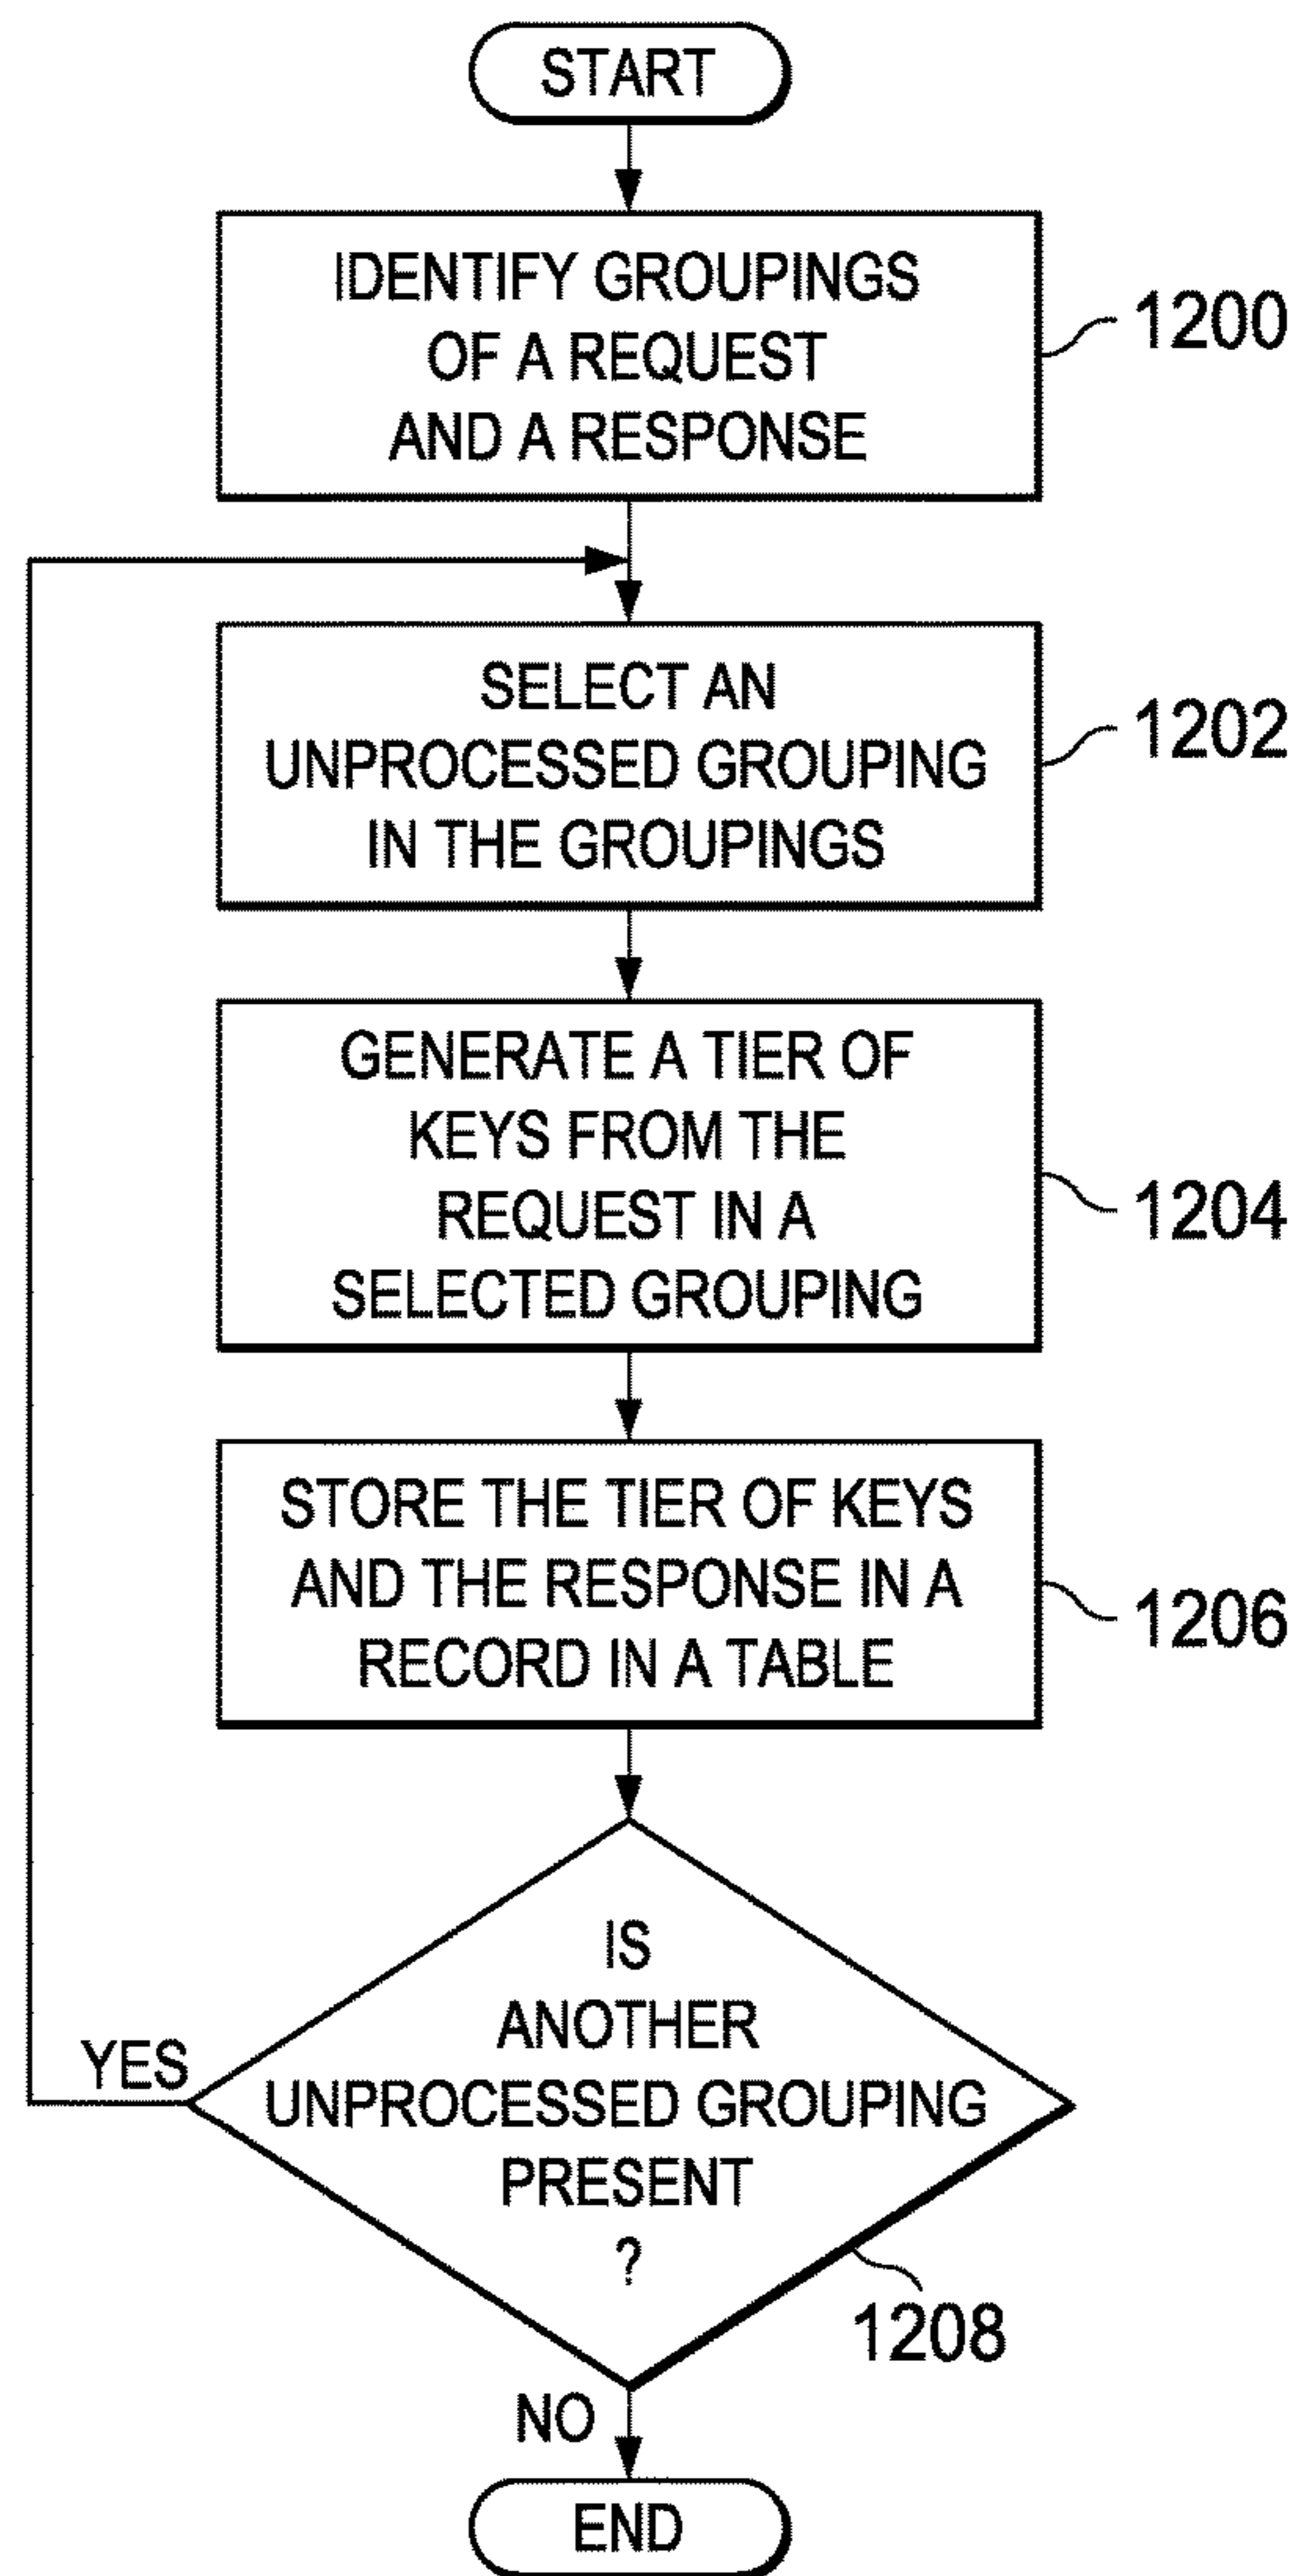 START
IDENTIFY GROUPINGS
OF A REQUEST
AND A RESPONSE
1200
SELECT AN
UNPROCESSED GROUPING
IN THE GROUPINGS
1202
GENERATE A TIER OF
KEYS FROM THE
REQUEST IN A
SELECTED GROUPING
1204
STORE THE TIER OF KEYS
AND THE RESPONSE IN A
RECORD IN A TABLE
1206
IS
ANOTHER
UNPROCESSED GROUPING
PRESENT
?
YES
1208
NO
END